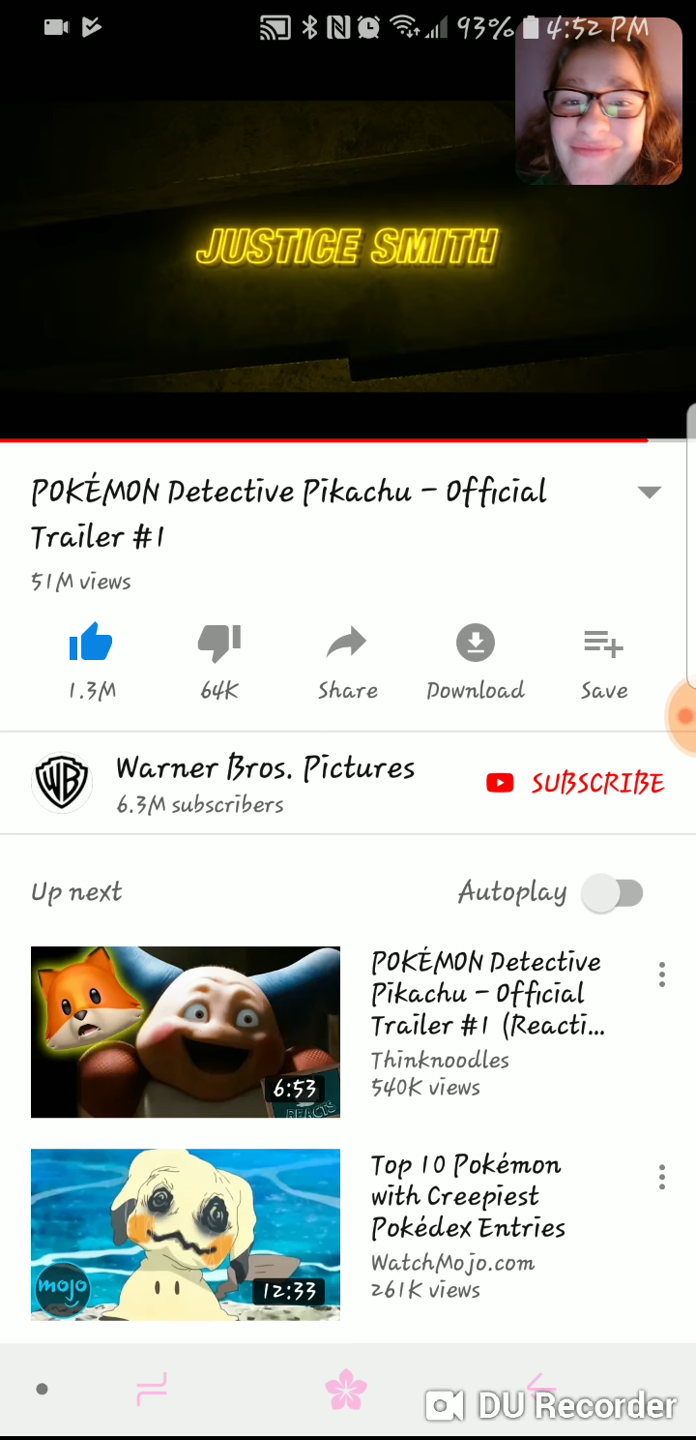 93% 4:52 PM
JUSTICE SMITH
POKÉMON Detective Pikachu – Official
Trailer #1
51M views
1.3M 64K Share Download Save
WB Warner Bros. Pictures
6.3M subscribers
SUBSCRIBE
Up next Autoplay
POKÉMON Detective
Pikachu – Official
Trailer #1 (Reacti...
Thinknoodles
540K views
6:53
REACTS
Top 10 Pokémon
with Creepiest
Pokédex Entries
WatchMojo.com
261K views
mojo
12:33
DU Recorder